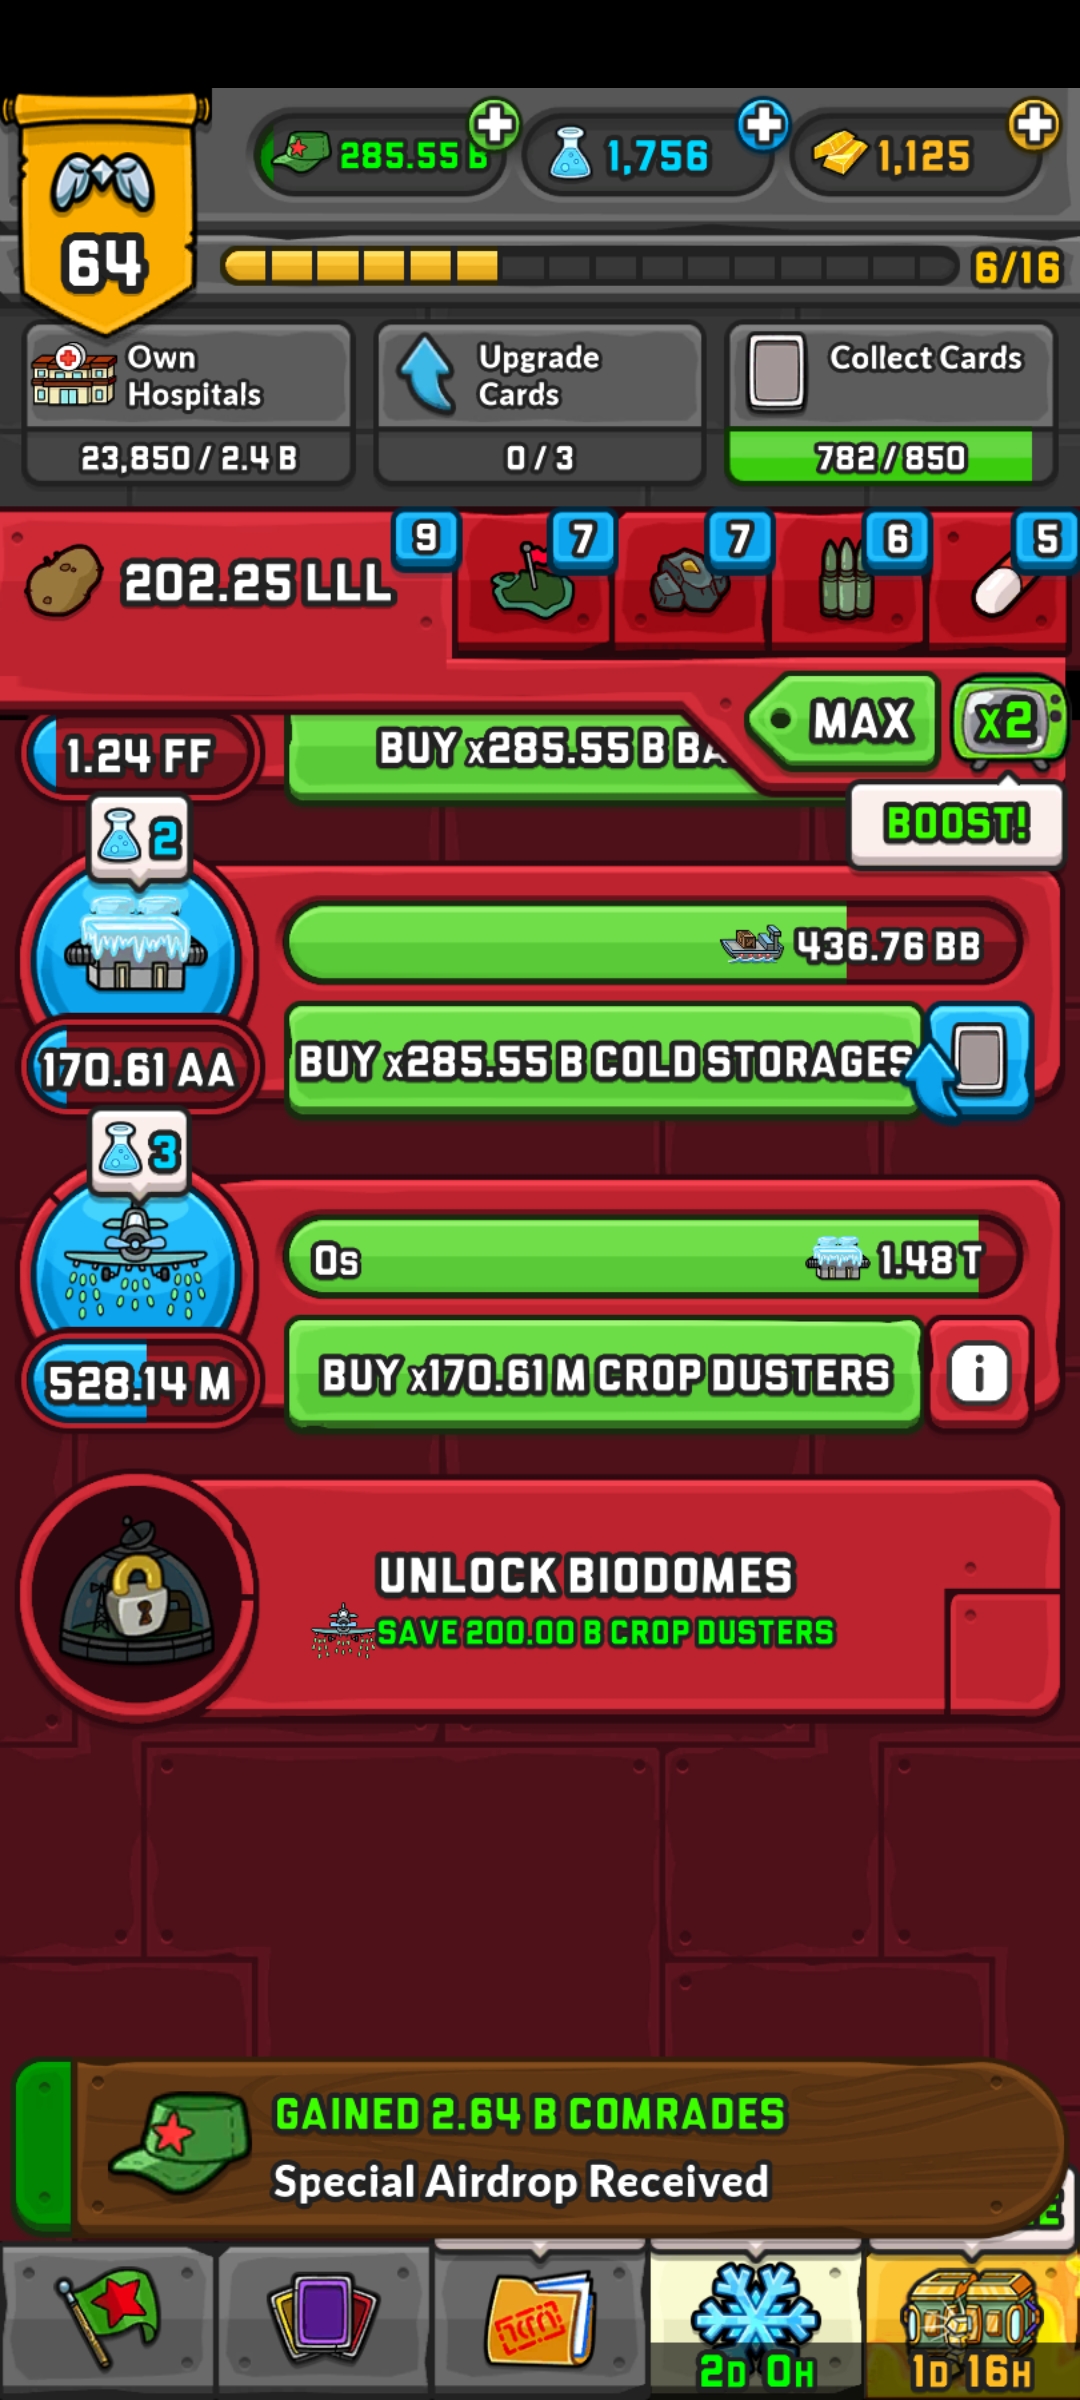 285.55 B
1,756
1,125
64
6/16
Own
Hospitals
23,850 / 2.4 B
Upgrade
Cards
0 / 3
Collect Cards
782 / 850
202.25 LLL
9
7
7
6
5
MAX
x2
BOOST!
1.24 FF
BUY x285.55 B
2
436.76 BB
170.61 AA
BUY x285.55 B COLD STORAGES
3
0s
1.48 T
528.14 M
BUY x170.61 M CROP DUSTERS
i
UNLOCK BIODOMES
SAVE 200.00 B CROP DUSTERS
GAINED 2.64 B COMRADES
Special Airdrop Received
2D 0H
1D 16H